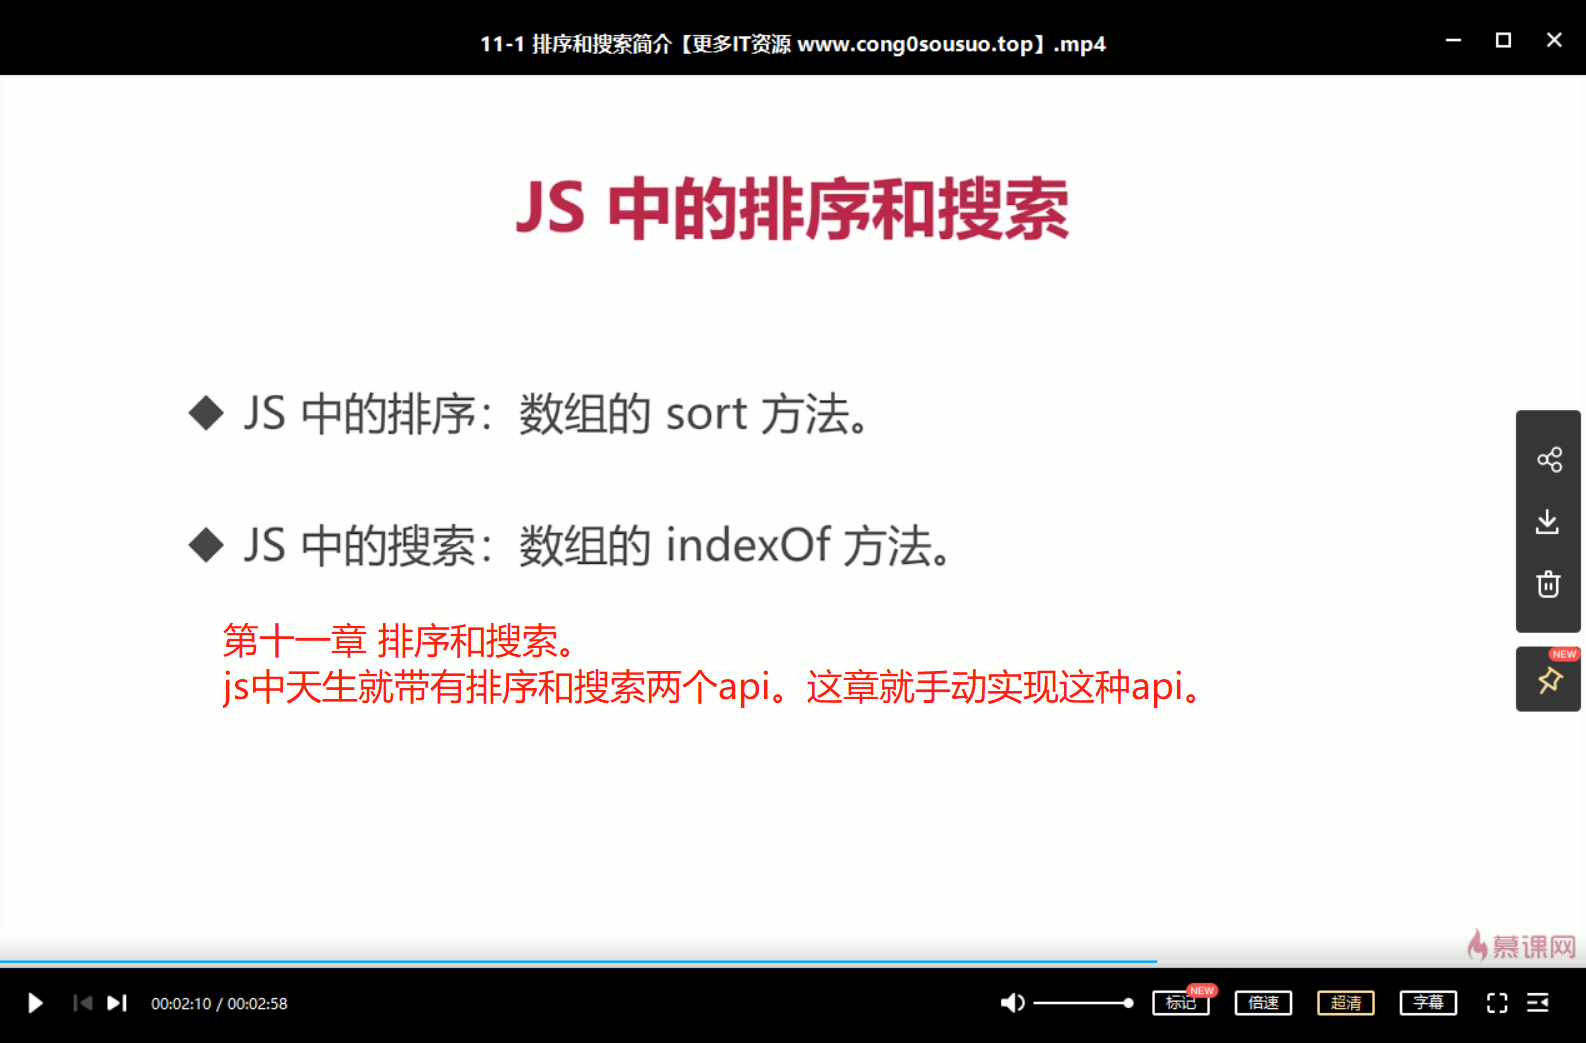 11-1 排序和搜索简介【更多IT资源 www.cong0sousuo.top】.mp4
JS 中的排序和搜索
◆ JS 中的排序：数组的 sort 方法。
◆ JS 中的搜索：数组的 indexOf 方法。
第十一章 排序和搜索。
js中天生就带有排序和搜索两个api。这章就手动实现这种api。
NEW
慕课网
00:02:10 / 00:02:58
标记
NEW
倍速
超清
字幕